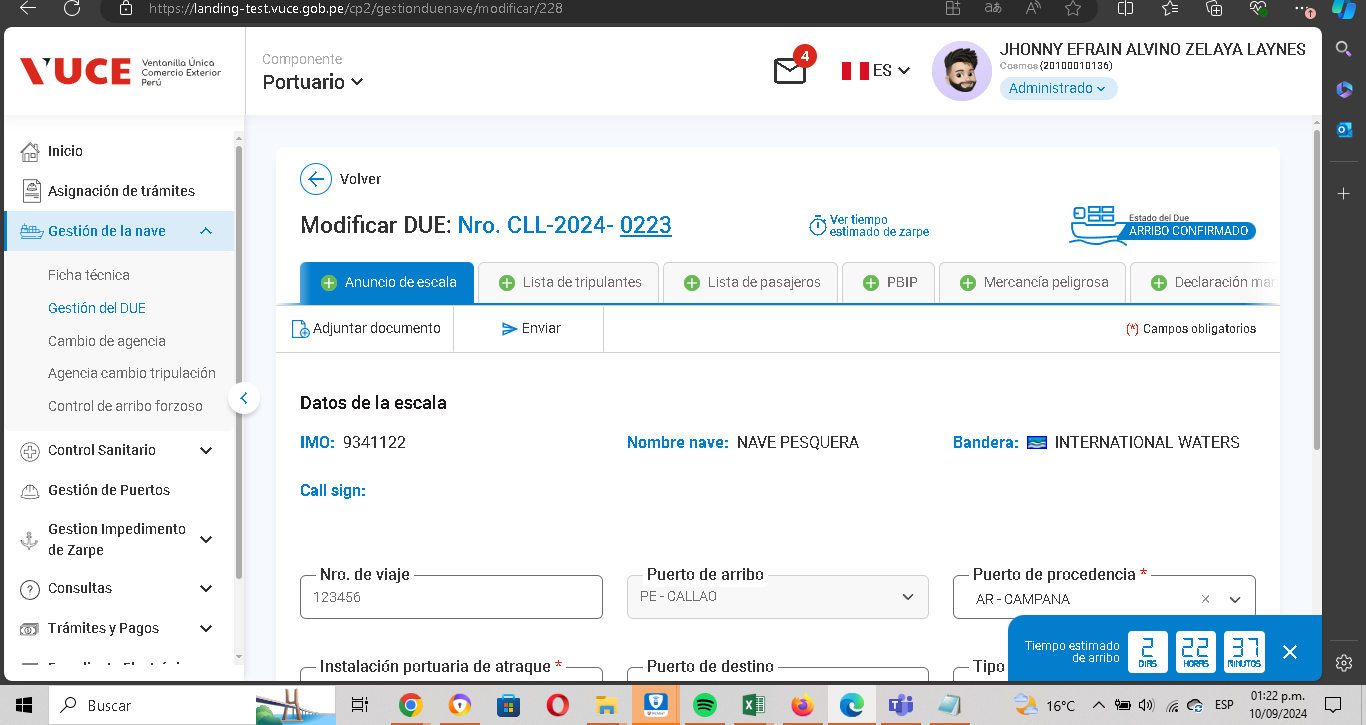 https://landing-test.vuce.gob.pe/cp2/gestionduenave/modificar/228
VUCE
Ventanilla Única
Comercio Exterior
Perú
Componente
Portuario
4
ES
JHONNY EFRAIN ALVINO ZELAYA LAYNES
Cosmos (20100010136)
Administrado
Inicio
Asignación de trámites
Gestión de la nave
Ficha técnica
Gestión del DUE
Cambio de agencia
Agencia cambio tripulación
Control de arribo forzoso
Control Sanitario
Gestión de Puertos
Gestion Impedimento
de Zarpe
Consultas
Trámites y Pagos
Volver
Modificar DUE: Nro. CLL-2024- 0223
Ver tiempo
estimado de zarpe
Estado del Due
ARRIBO CONFIRMADO
Anuncio de escala
Lista de tripulantes
Lista de pasajeros
PBIP
Mercancía peligrosa
Declaración mar
Adjuntar documento
Enviar
(*) Campos obligatorios
Datos de la escala
IMO: 9341122
Nombre nave: NAVE PESQUERA
Bandera: INTERNATIONAL WATERS
Call sign:
Nro. de viaje
123456
Puerto de arribo
PE - CALLAO
Puerto de procedencia *
AR - CAMPANA
Instalación portuaria de atraque *
Puerto de destino
Tipo
Tiempo estimado
de arribo
2
DIAS
22
HORAS
37
MINUTOS
Buscar
16°C
ESP
01:22 p.m.
10/09/2024